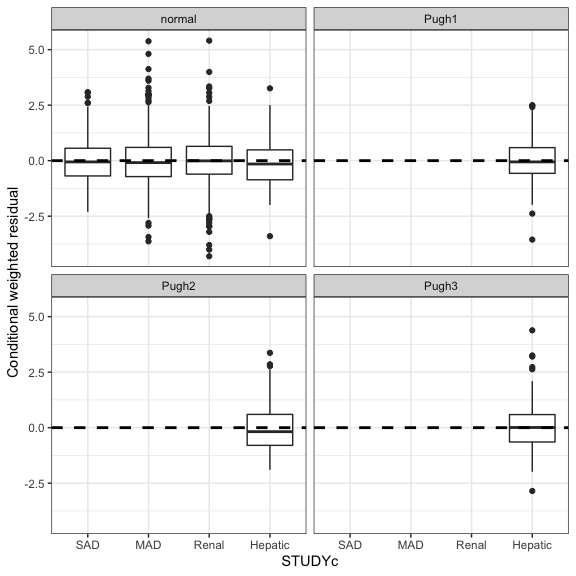 normal Pugh1
5.0
2.5
0.0
-2.5
Pugh2 Pugh3
5.0
2.5
0.0
-2.5
SAD MAD Renal Hepatic SAD MAD Renal Hepatic
STUDYc
Conditional weighted residual